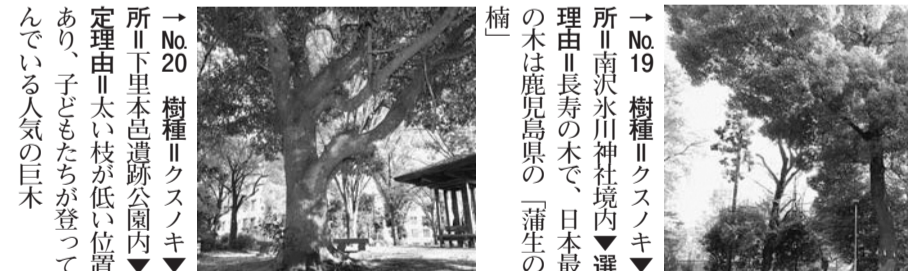 →No.19　樹種＝クスノキ▼
所＝南沢氷川神社境内▼選
理由＝長寿の木で、日本最
の木は鹿児島県の「蒲生の
楠」
→No.20　樹種＝クスノキ▼
所＝下里本邑遺跡公園内▼
定理由＝太い枝が低い位置
あり、子どもたちが登って
んでいる人気の巨木